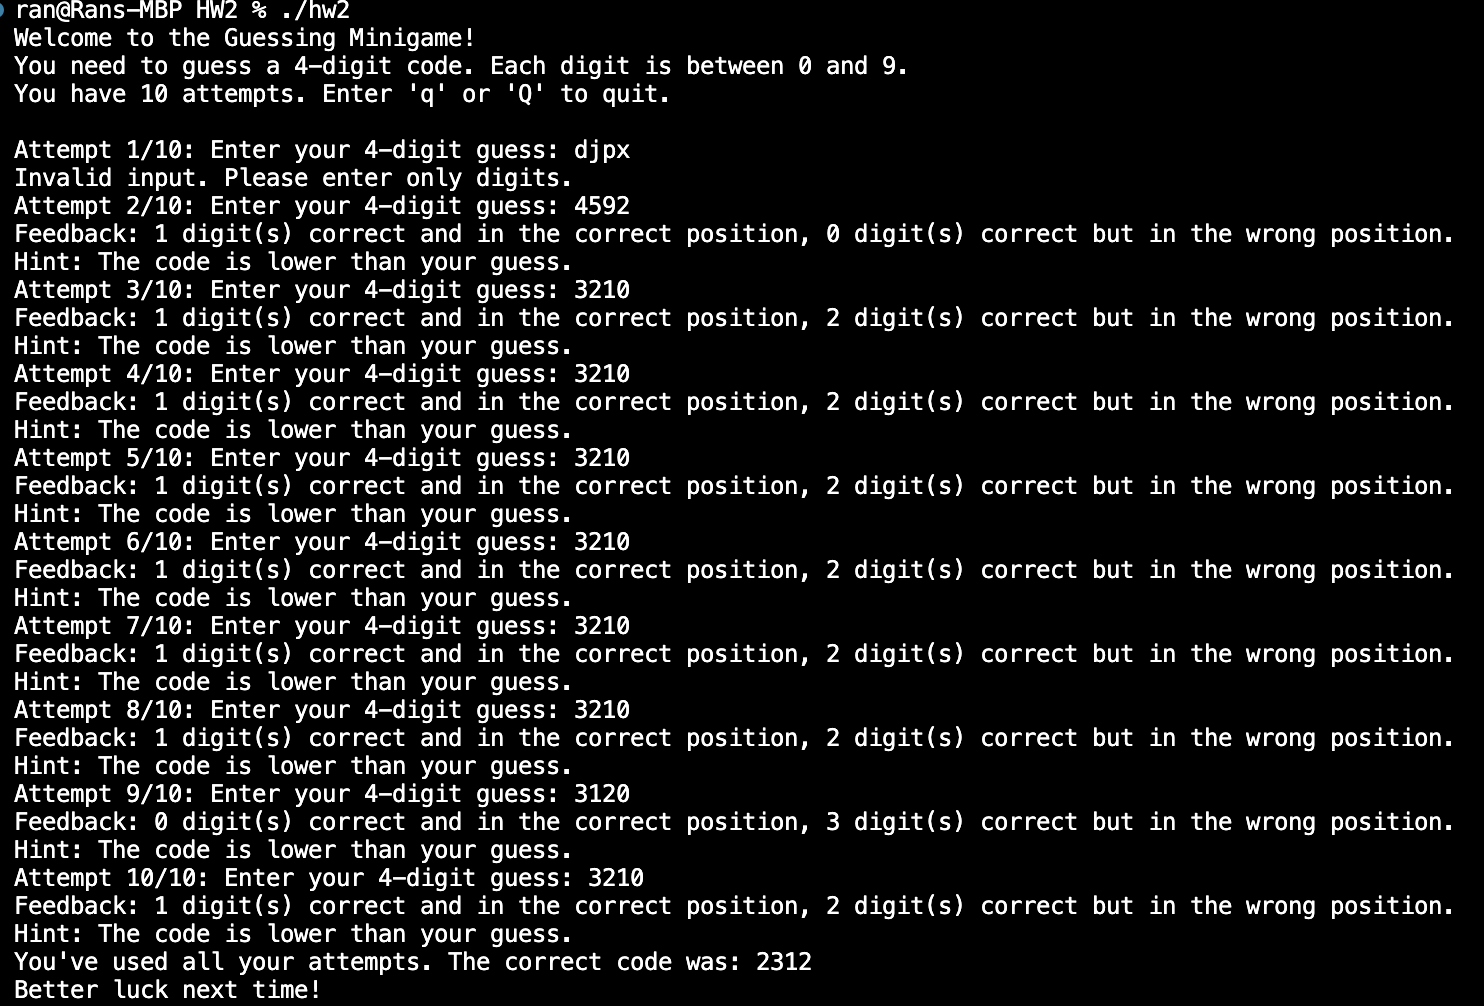 ran@Rans-MBP HW2 % ./hw2
Welcome to the Guessing Minigame!
You need to guess a 4-digit code. Each digit is between 0 and 9.
You have 10 attempts. Enter 'q' or 'Q' to quit.
Attempt 1/10: Enter your 4-digit guess: djpx
Invalid input. Please enter only digits.
Attempt 2/10: Enter your 4-digit guess: 4592
Feedback: 1 digit(s) correct and in the correct position, 0 digit(s) correct but in the wrong position.
Hint: The code is lower than your guess.
Attempt 3/10: Enter your 4-digit guess: 3210
Feedback: 1 digit(s) correct and in the correct position, 2 digit(s) correct but in the wrong position.
Hint: The code is lower than your guess.
Attempt 4/10: Enter your 4-digit guess: 3210
Feedback: 1 digit(s) correct and in the correct position, 2 digit(s) correct but in the wrong position.
Hint: The code is lower than your guess.
Attempt 5/10: Enter your 4-digit guess: 3210
Feedback: 1 digit(s) correct and in the correct position, 2 digit(s) correct but in the wrong position.
Hint: The code is lower than your guess.
Attempt 6/10: Enter your 4-digit guess: 3210
Feedback: 1 digit(s) correct and in the correct position, 2 digit(s) correct but in the wrong position.
Hint: The code is lower than your guess.
Attempt 7/10: Enter your 4-digit guess: 3210
Feedback: 1 digit(s) correct and in the correct position, 2 digit(s) correct but in the wrong position.
Hint: The code is lower than your guess.
Attempt 8/10: Enter your 4-digit guess: 3210
Feedback: 1 digit(s) correct and in the correct position, 2 digit(s) correct but in the wrong position.
Hint: The code is lower than your guess.
Attempt 9/10: Enter your 4-digit guess: 3120
Feedback: 0 digit(s) correct and in the correct position, 3 digit(s) correct but in the wrong position.
Hint: The code is lower than your guess.
Attempt 10/10: Enter your 4-digit guess: 3210
Feedback: 1 digit(s) correct and in the correct position, 2 digit(s) correct but in the wrong position.
Hint: The code is lower than your guess.
You've used all your attempts. The correct code was: 2312
Better luck next time!